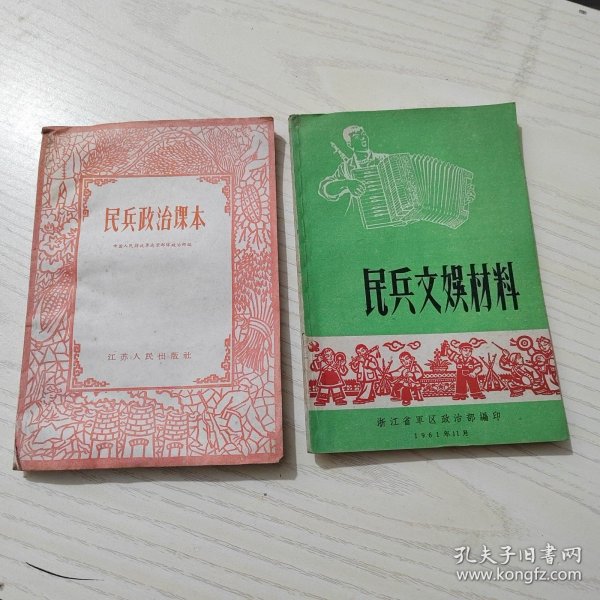 民兵政治课本
江苏人民出版社
民兵文娱材料
浙江省军区政治部编印
1961年11月
孔夫子旧书网
www.kongfz.com